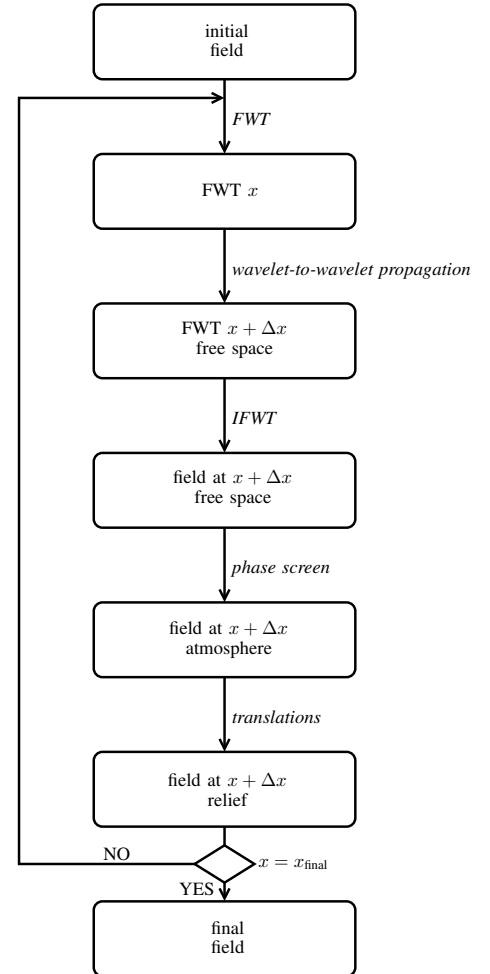 initial
field
FWT
FWT x
wavelet-to-wavelet propagation
FWT x + Δx
free space
IFWT
field at x + Δx
free space
phase screen
field at x + Δx
atmosphere
translations
field at x + Δx
relief
NO
x = x_final
YES
final
field